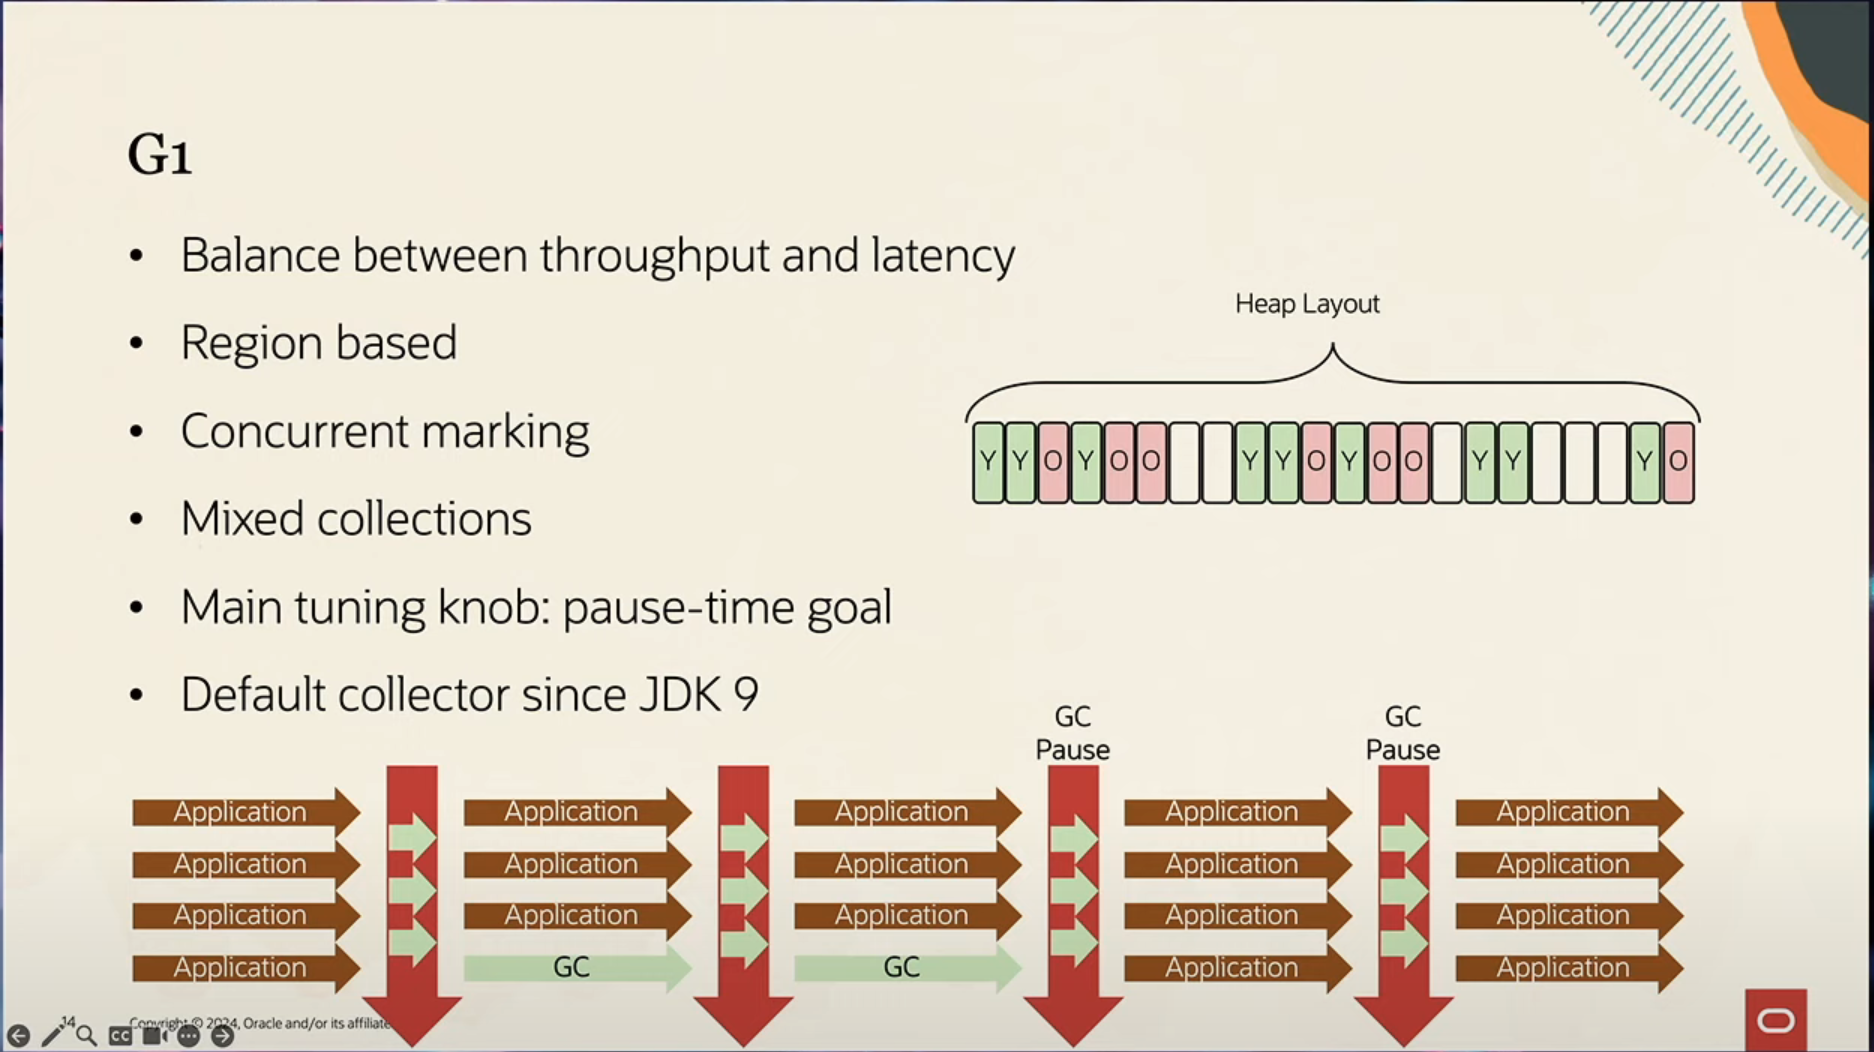 G1
• Balance between throughput and latency
• Region based
• Concurrent marking
• Mixed collections
• Main tuning knob: pause-time goal
• Default collector since JDK 9
Heap Layout
Y Y O Y O O Y Y O Y O O Y Y Y O
GC
Pause
GC
Pause
Application Application Application Application Application
Application Application Application Application Application
Application Application Application Application Application
Application GC GC Application Application
14
Copyright © 2024, Oracle and/or its affiliate
CC